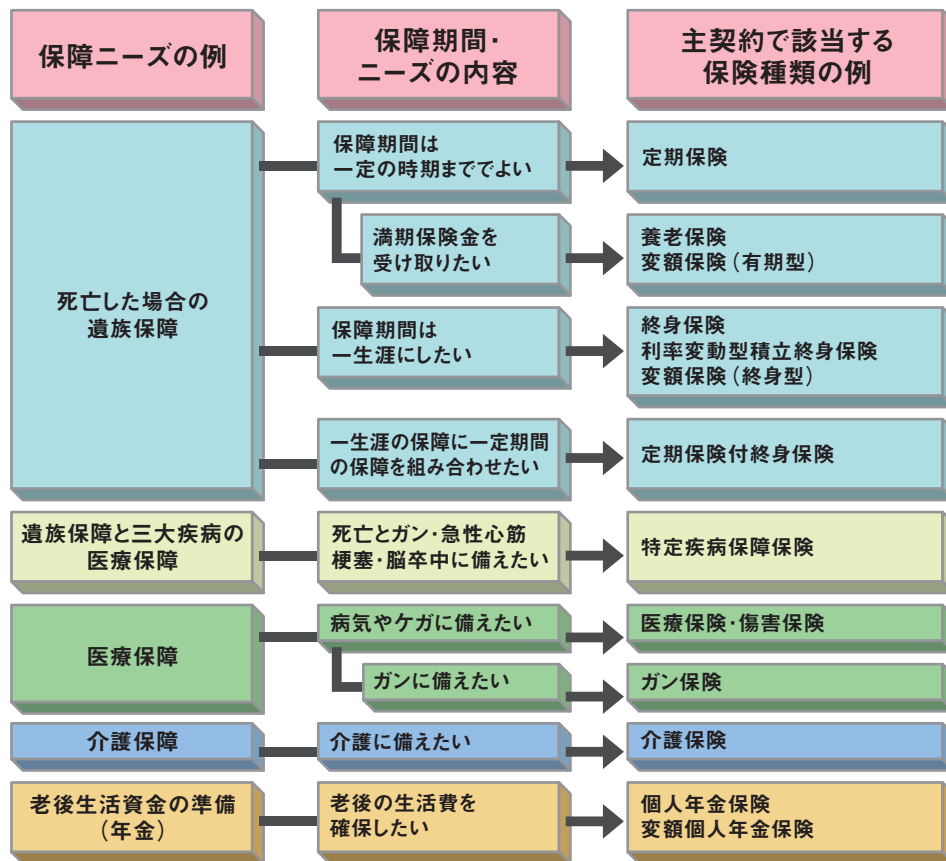 保障ニーズの例
保障期間・
ニーズの内容
主契約で該当する
保険種類の例
死亡した場合の
遺族保障
保障期間は
一定の時期まででよい
定期保険
満期保険金を
受け取りたい
養老保険
変額保険(有期型)
保障期間は
一生涯にしたい
終身保険
利率変動型積立終身保険
変額保険(終身型)
一生涯の保障に一定期間
の保障を組み合わせたい
定期保険付終身保険
遺族保障と三大疾病の
医療保障
死亡とガン・急性心筋
梗塞・脳卒中に備えたい
特定疾病保障保険
医療保障
病気やケガに備えたい
医療保険・傷害保険
ガンに備えたい
ガン保険
介護保障
介護に備えたい
介護保険
老後生活資金の準備
(年金)
老後の生活費を
確保したい
個人年金保険
変額個人年金保険